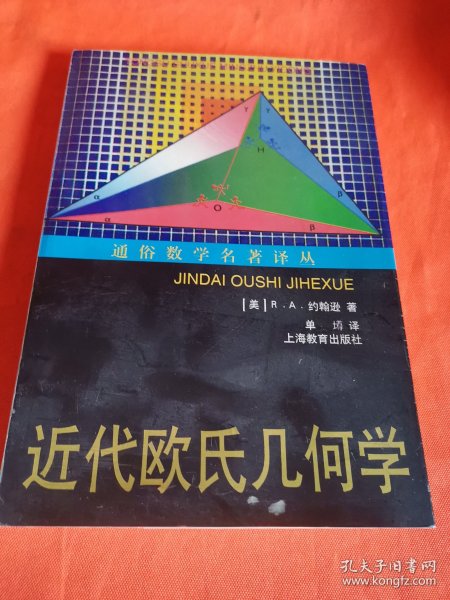 γ γ
H
α
β
O
α
β
通俗数学名著译丛
JINDAI OUSHI JIHEXUE
[美] R.A.约翰逊 著
单 墫 译
上海教育出版社
近代欧氏几何学
孔夫子旧书网
www.kongfz.com